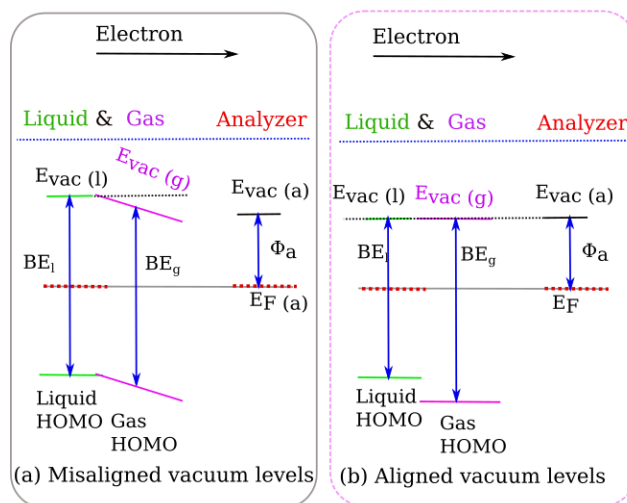 Electron
Liquid & Gas Analyzer
Evac (l) Evac (g) Evac (a)
BEl BEg Φa
EF (a)
Liquid
HOMO
Gas
HOMO
(a) Misaligned vacuum levels
Electron
Liquid & Gas Analyzer
Evac (l) Evac (g) Evac (a)
BEl BEg Φa
EF
Liquid
HOMO
Gas
HOMO
(b) Aligned vacuum levels